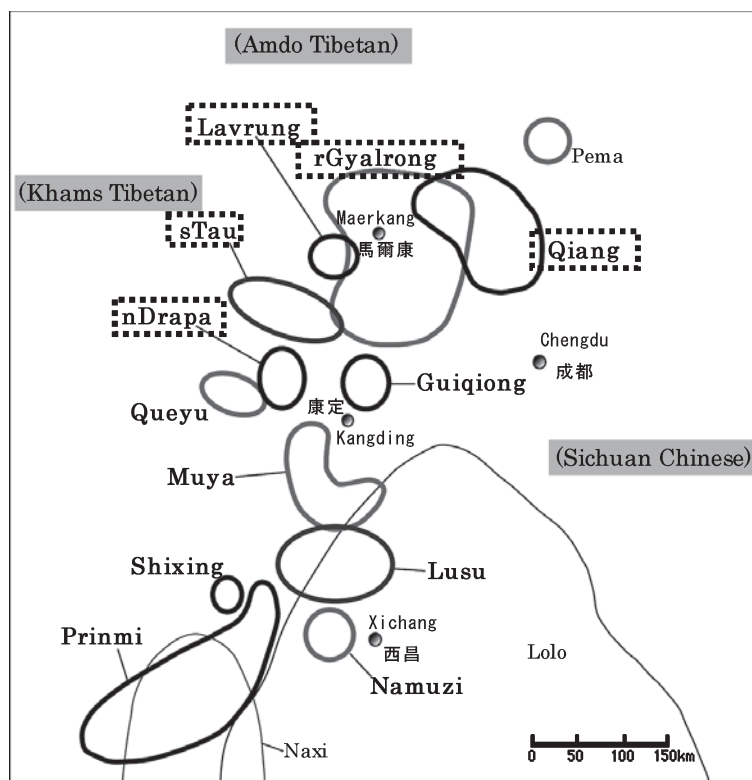 (Amdo Tibetan)
Lavrung
rGyalrong
Pema
(Khams Tibetan)
sTau
Maerkang
馬爾康
Qiang
nDrapa
Chengdu
成都
Guiqiong
Queyu
康定
Kangding
(Sichuan Chinese)
Muya
Shixing
Lusu
Prinmi
Xichang
西昌
Lolo
Namuzi
Naxi
0 50 100 150km